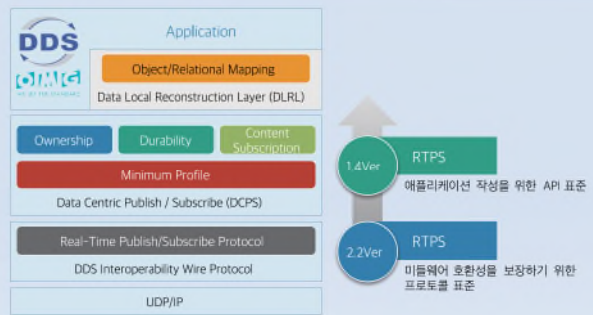 DDS
OMG
Application
Object/Relational Mapping
Data Local Reconstruction Layer (DLRL)
Ownership
Durability
Content
Subscription
Minimum Profile
Data Centric Publish / Subscribe (DCPS)
Real-Time Publish/Subscribe Protocol
DDS Interoperability Wire Protocol
UDP/IP
1.4Ver
RTPS
애플리케이션 작성을 위한 API 표준
2.2Ver
RTPS
미들웨어 호환성을 보장하기 위한
프로토콜 표준